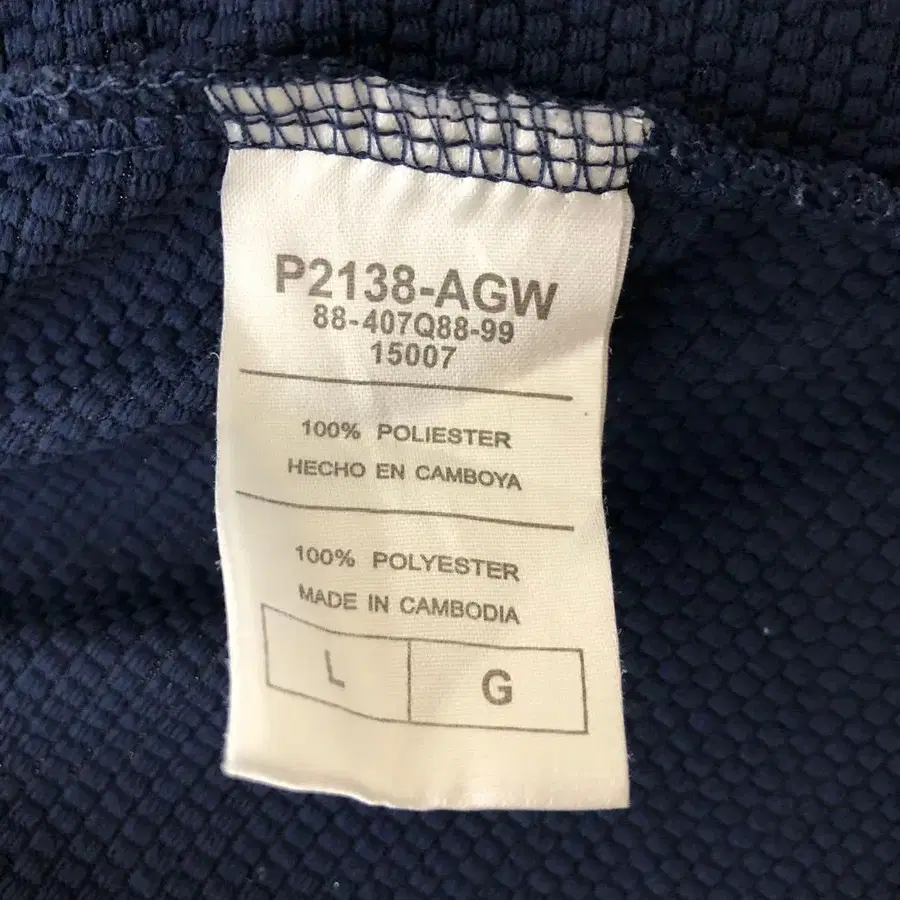 P2138-AGW
88-407Q88-99
15007
100% POLIESTER
HECHO EN CAMBOYA
100% POLYESTER
MADE IN CAMBODIA
L G